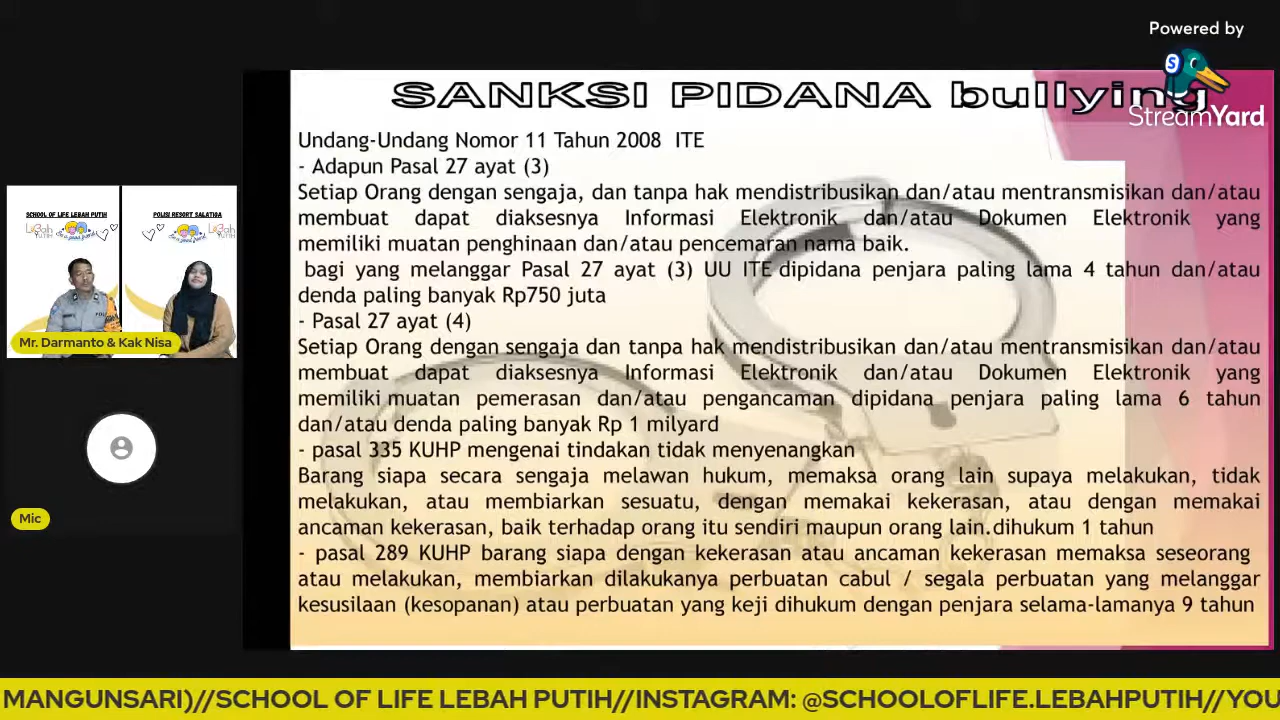 Powered by
StreamYard
SANKSI PIDANA bullying
Undang-Undang Nomor 11 Tahun 2008 ITE
- Adapun Pasal 27 ayat (3)
Setiap Orang dengan sengaja, dan tanpa hak mendistribusikan dan/atau mentransmisikan dan/atau
membuat dapat diaksesnya Informasi Elektronik dan/atau Dokumen Elektronik yang
memiliki muatan penghinaan dan/atau pencemaran nama baik.
bagi yang melanggar Pasal 27 ayat (3) UU ITE dipidana penjara paling lama 4 tahun dan/atau
denda paling banyak Rp750 juta
- Pasal 27 ayat (4)
Setiap Orang dengan sengaja dan tanpa hak mendistribusikan dan/atau mentransmisikan dan/atau
membuat dapat diaksesnya Informasi Elektronik dan/atau Dokumen Elektronik yang
memiliki muatan pemerasan dan/atau pengancaman dipidana penjara paling lama 6 tahun
dan/atau denda paling banyak Rp 1 milyard
- pasal 335 KUHP mengenai tindakan tidak menyenangkan
Barang siapa secara sengaja melawan hukum, memaksa orang lain supaya melakukan, tidak
melakukan, atau membiarkan sesuatu, dengan memakai kekerasan, atau dengan memakai
ancaman kekerasan, baik terhadap orang itu sendiri maupun orang lain.dihukum 1 tahun
- pasal 289 KUHP barang siapa dengan kekerasan atau ancaman kekerasan memaksa seseorang
atau melakukan, membiarkan dilakukanya perbuatan cabul / segala perbuatan yang melanggar
kesusilaan (kesopanan) atau perbuatan yang keji dihukum dengan penjara selama-lamanya 9 tahun
SCHOOL OF LIFE LEBAH PUTIH
POLISI RESORT SALATIGA
Mr. Darmanto & Kak Nisa
Mic
MANGUNSARI)//SCHOOL OF LIFE LEBAH PUTIH//INSTAGRAM: @SCHOOLOFLIFE.LEBAHPUTIH//YOU